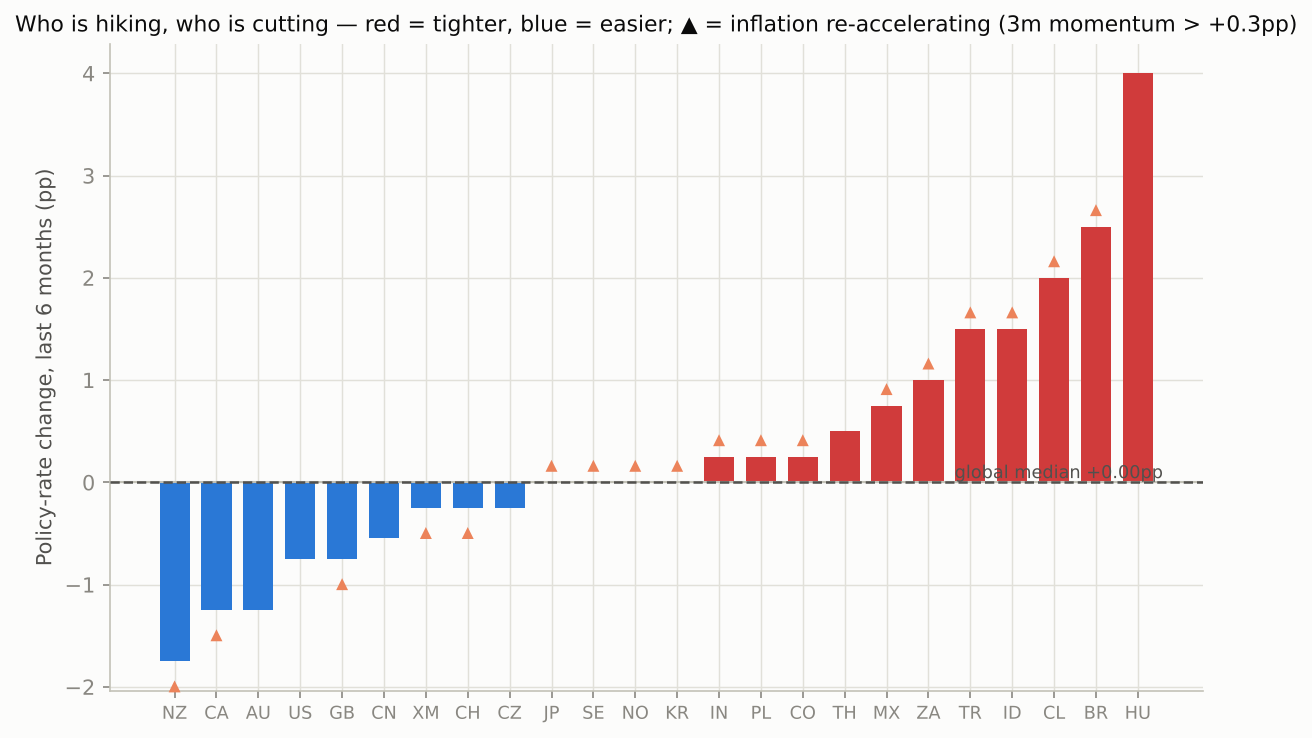 Who is hiking, who is cutting — red = tighter, blue = easier; ▲ = inflation re-accelerating (3m momentum > +0.3pp)
Policy-rate change, last 6 months (pp)
4
3
2
1
0
−1
−2
global median +0.00pp
NZ CA AU US GB CN XM CH CZ JP SE NO KR IN PL CO TH MX ZA TR ID CL BR HU